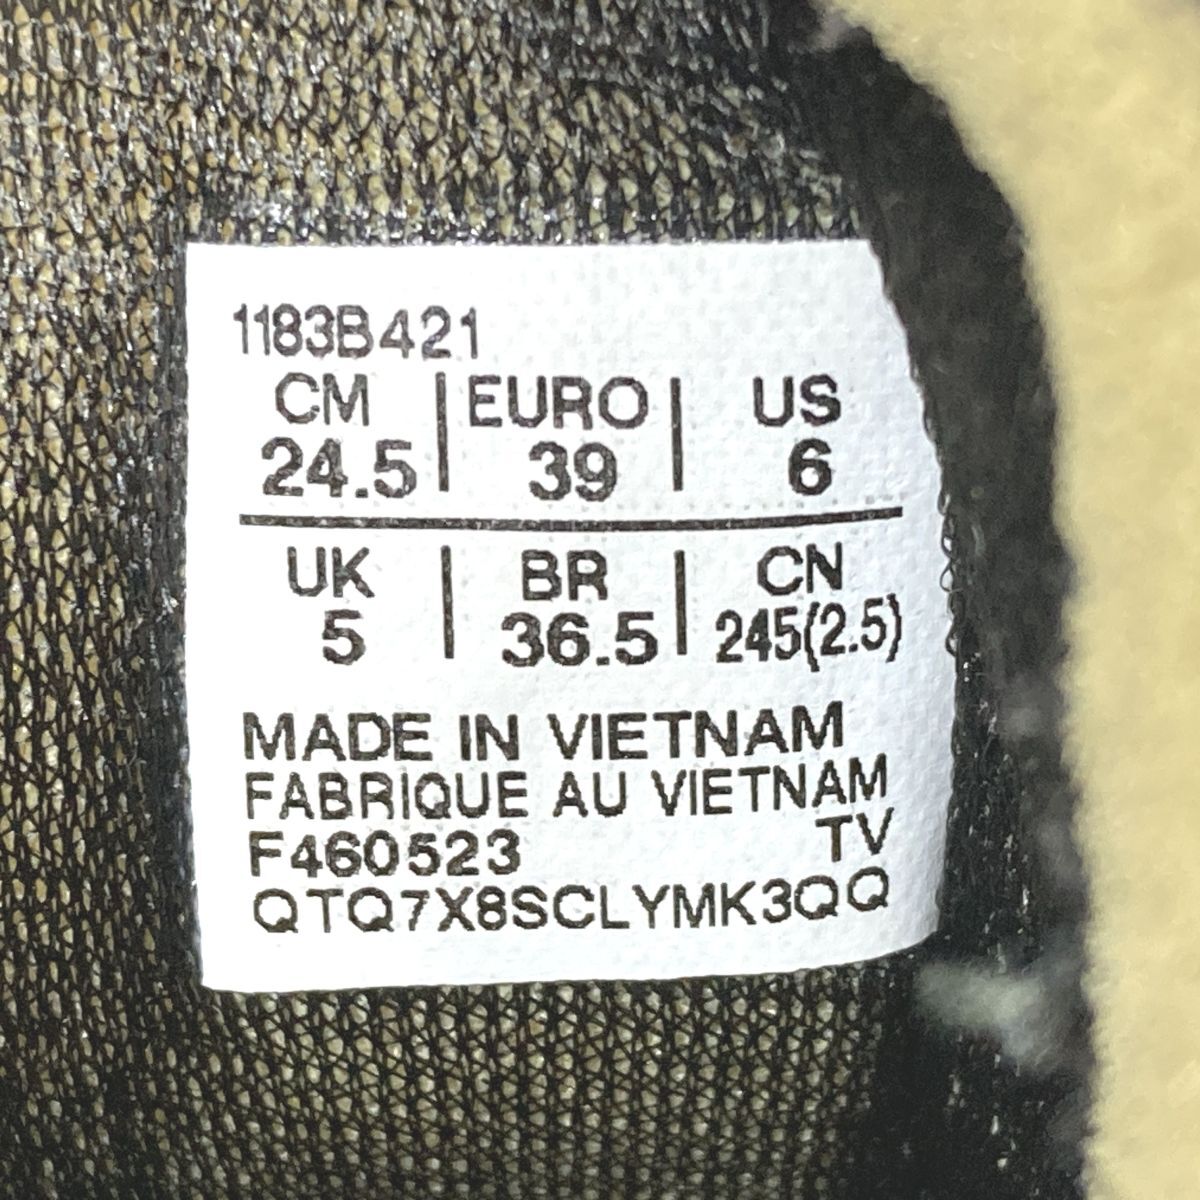 1183B421
CM | EURO | US
24.5 | 39 | 6
UK | BR | CN
5 | 36.5 | 245(2.5)
MADE IN VIETNAM
FABRIQUE AU VIETNAM
F460523 TV
QTQ7X8SCLYMK3QQ